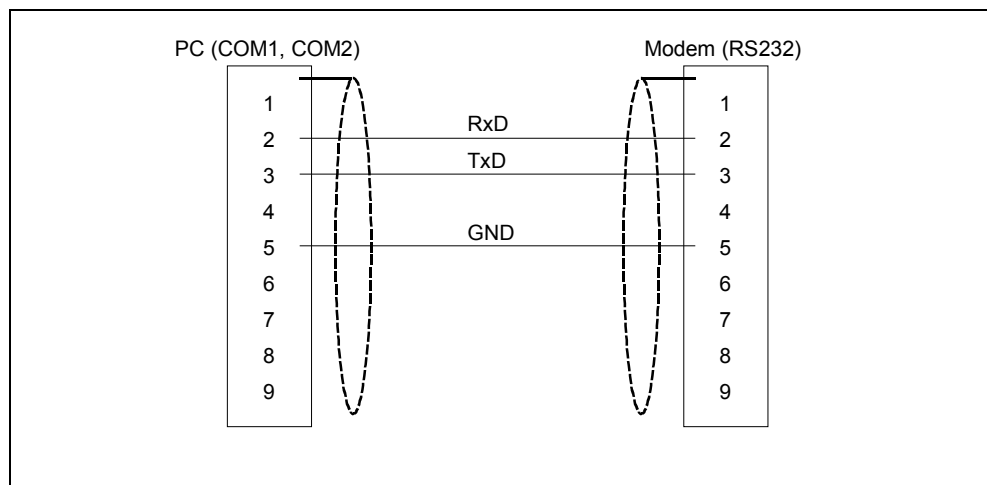 PC (COM1, COM2) Modem (RS232)
1 1
RxD
2 2
TxD
3 3
4 4
GND
5 5
6 6
7 7
8 8
9 9